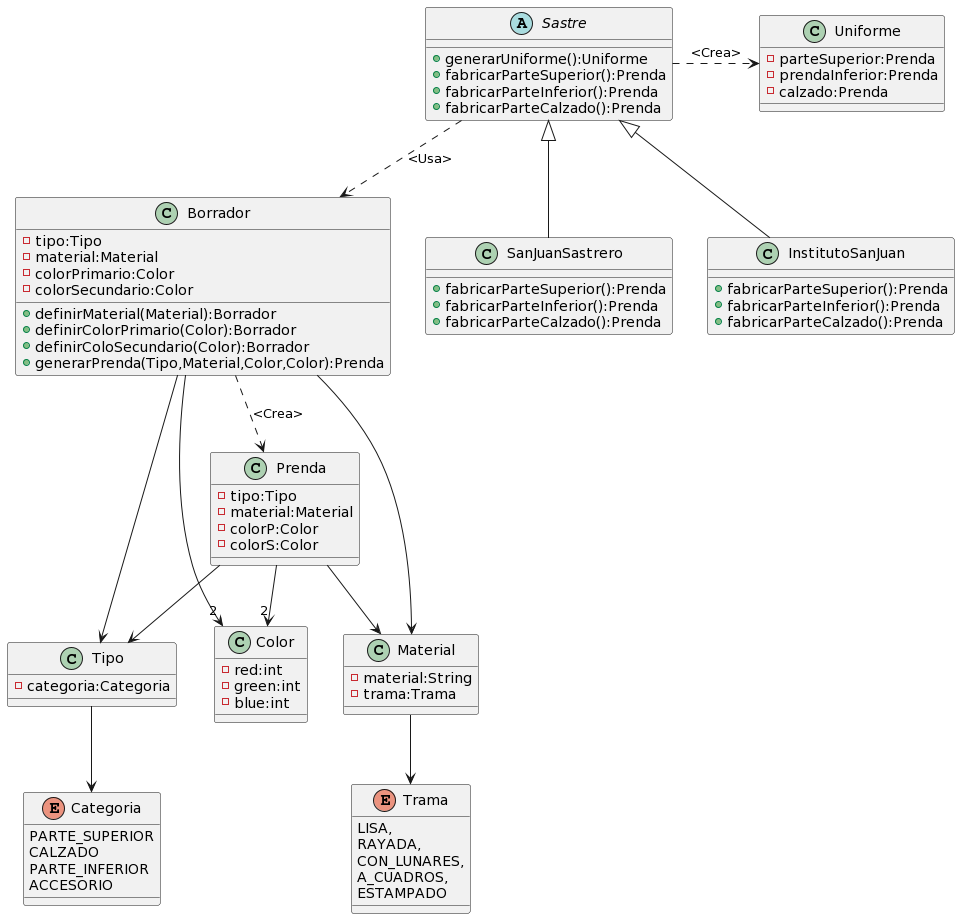 A Sastre
+generarUniforme():Uniforme
+fabricarParteSuperior():Prenda
+fabricarParteInferior():Prenda
+fabricarParteCalzado():Prenda
<Crea>
C Uniforme
parteSuperior:Prenda
prendaInferior:Prenda
calzado:Prenda
<Usa>
C Borrador
tipo:Tipo
material:Material
colorPrimario:Color
colorSecundario:Color
definirMaterial(Material):Borrador
definirColorPrimario(Color):Borrador
definirColoSecundario(Color):Borrador
generarPrenda(Tipo,Material,Color,Color):Prenda
C SanJuanSastrero
fabricarParteSuperior():Prenda
fabricarParteInferior():Prenda
fabricarParteCalzado():Prenda
C InstitutoSanJuan
fabricarParteSuperior():Prenda
fabricarParteInferior():Prenda
fabricarParteCalzado():Prenda
<Crea>
C Prenda
tipo:Tipo
material:Material
colorP:Color
colorS:Color
2
2
C Tipo
categoria:Categoria
C Color
red:int
green:int
blue:int
C Material
material:String
trama:Trama
E Categoria
PARTE_SUPERIOR
CALZADO
PARTE_INFERIOR
ACCESORIO
E Trama
LISA,
RAYADA,
CON_LUNARES,
A_CUADROS,
ESTAMPADO